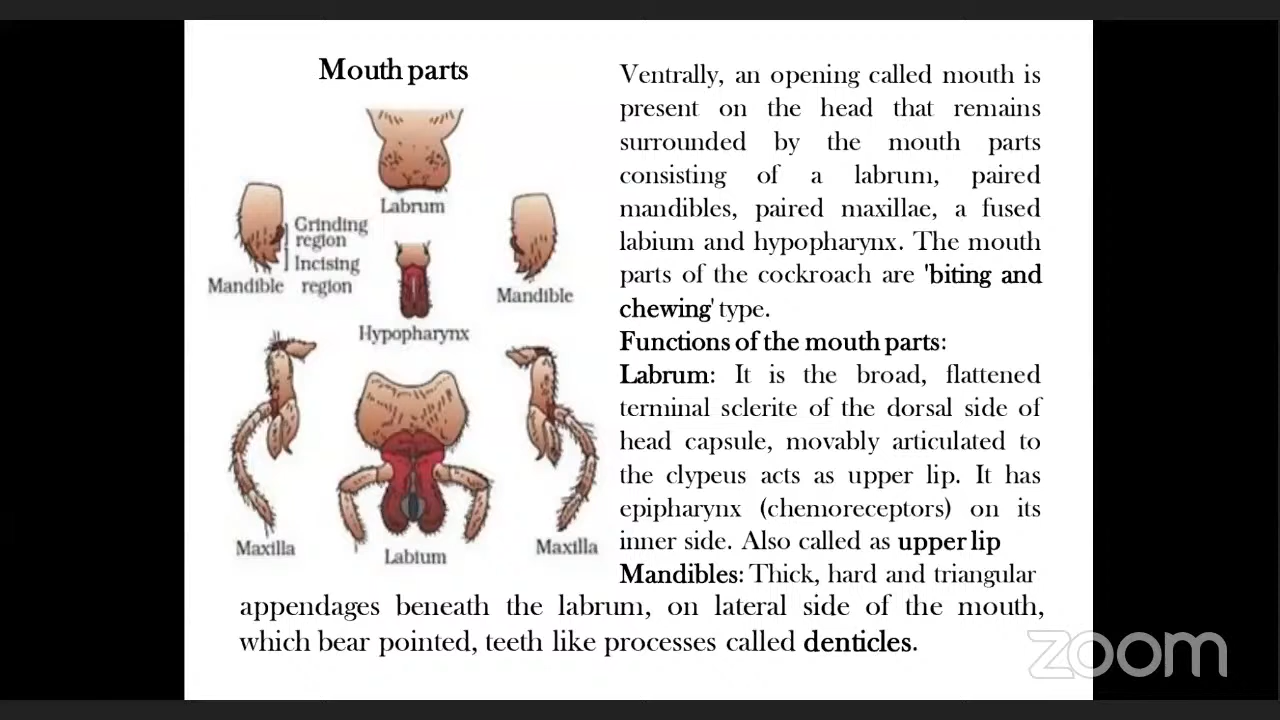 Mouth parts
Labrum
Grinding
region
Incising
region
Mandible
Mandible
Hypopharynx
Maxilla
Labium
Maxilla
Ventrally, an opening called mouth is
present on the head that remains
surrounded by the mouth parts
consisting of a labrum, paired
mandibles, paired maxillae, a fused
labium and hypopharynx. The mouth
parts of the cockroach are 'biting and
chewing' type.
Functions of the mouth parts:
Labrum: It is the broad, flattened
terminal sclerite of the dorsal side of
head capsule, movably articulated to
the clypeus acts as upper lip. It has
epipharynx (chemoreceptors) on its
inner side. Also called as upper lip
Mandibles: Thick, hard and triangular
appendages beneath the labrum, on lateral side of the mouth,
which bear pointed, teeth like processes called denticles.
zoom